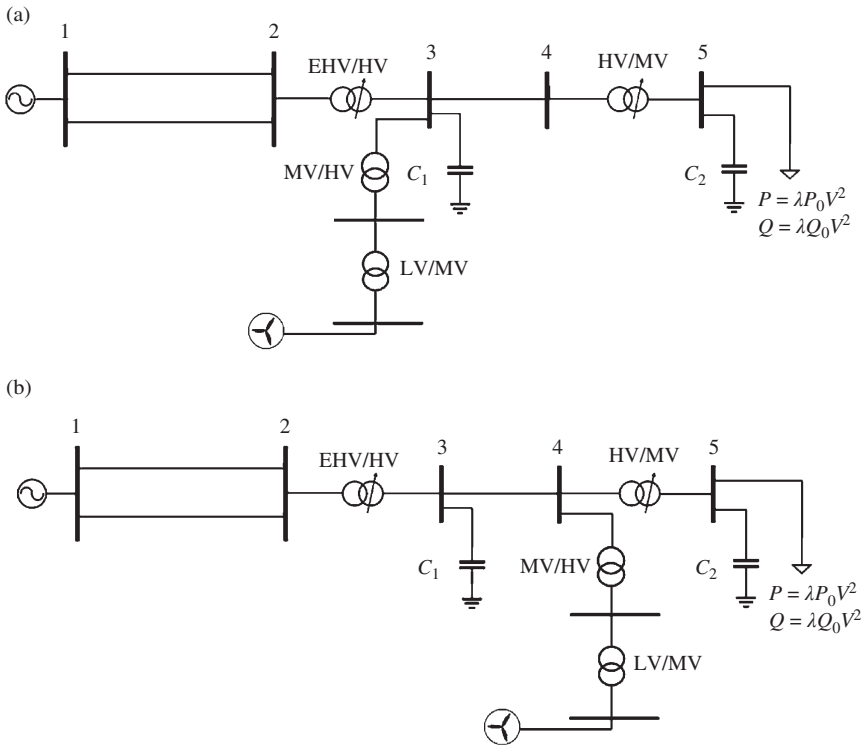 (a)
1
2
3
4
5
EHV/HV
HV/MV
MV/HV
C₁
C₂
P = λP₀V²
Q = λQ₀V²
LV/MV
(b)
1
2
3
4
5
EHV/HV
HV/MV
C₁
MV/HV
C₂
P = λP₀V²
Q = λQ₀V²
LV/MV